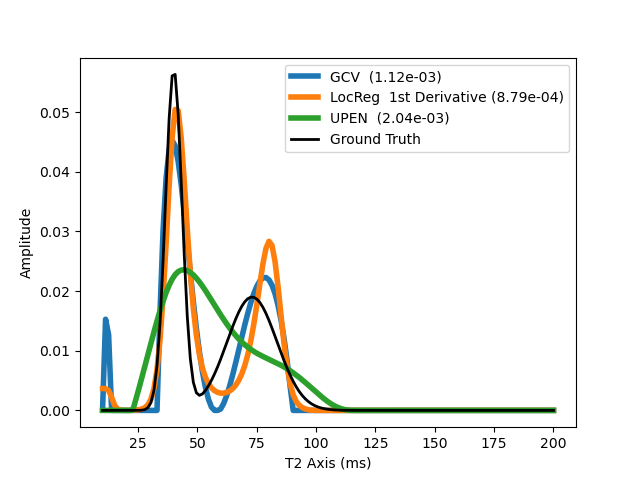 GCV  (1.12e-03)
LocReg  1st Derivative (8.79e-04)
UPEN  (2.04e-03)
Ground Truth
Amplitude
0.05
0.04
0.03
0.02
0.01
0.00
25 50 75 100 125 150 175 200
T2 Axis (ms)